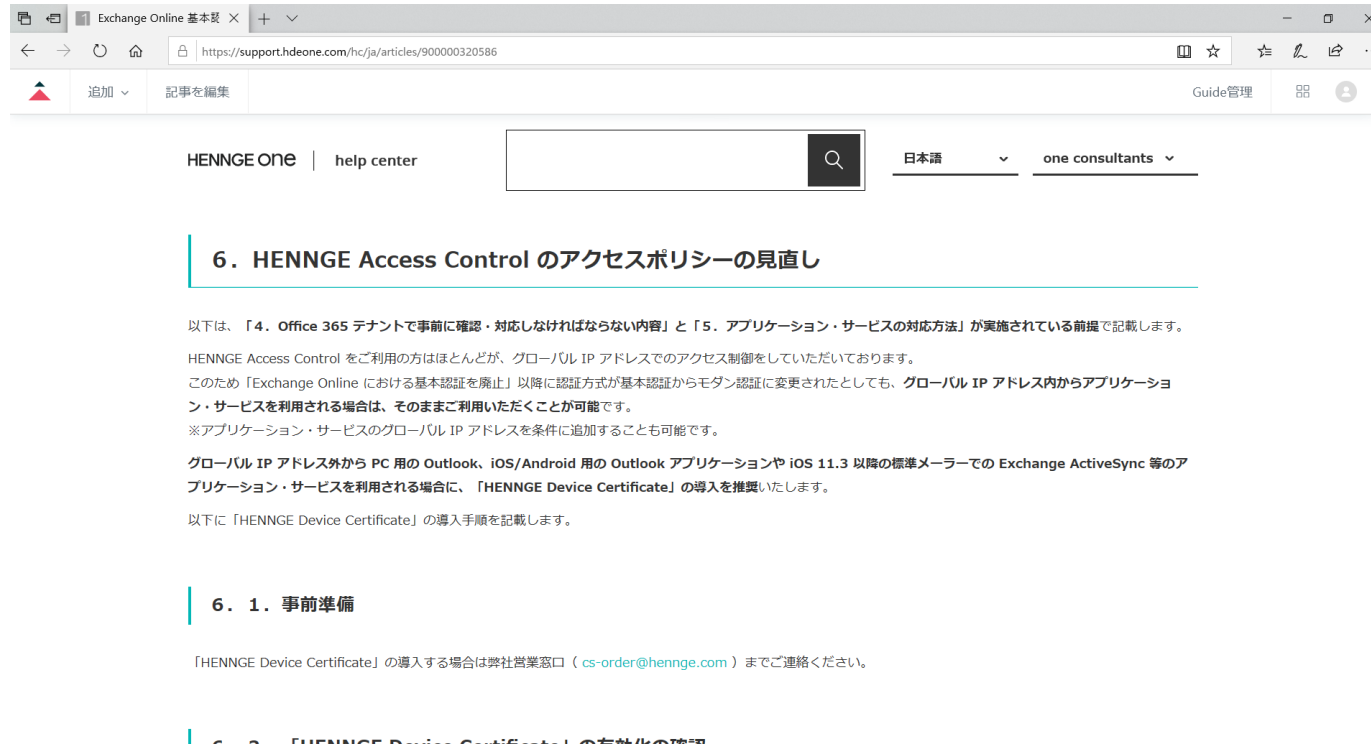 Exchange Online 基本認
https://support.hdeone.com/hc/ja/articles/900000320586
追加
記事を編集
Guide管理
HENNGE one
help center
日本語
one consultants
6．HENNGE Access Control のアクセスポリシーの見直し
以下は、「４．Office 365 テナントで事前に確認・対応しなければならない内容」と「５．アプリケーション・サービスの対応方法」が実施されている前提で記載します。
HENNGE Access Control をご利用の方はほとんどが、グローバル IP アドレスでのアクセス制御をしていただいております。
このため「Exchange Online における基本認証を廃止」以降に認証方式が基本認証からモダン認証に変更されたとしても、グローバル IP アドレス内からアプリケーショ
ン・サービスを利用される場合は、そのままご利用いただくことが可能です。
※アプリケーション・サービスのグローバル IP アドレスを条件に追加することも可能です。
グローバル IP アドレス外から PC 用の Outlook、iOS/Android 用の Outlook アプリケーションや iOS 11.3 以降の標準メーラーでの Exchange ActiveSync 等のア
プリケーション・サービスを利用される場合に、「HENNGE Device Certificate」の導入を推奨いたします。
以下に「HENNGE Device Certificate」の導入手順を記載します。
６．１．事前準備
「HENNGE Device Certificate」の導入する場合は弊社営業窓口（ cs-order@hennge.com ）までご連絡ください。
６．２．「HENNGE Device Certificate」の有効化の確認